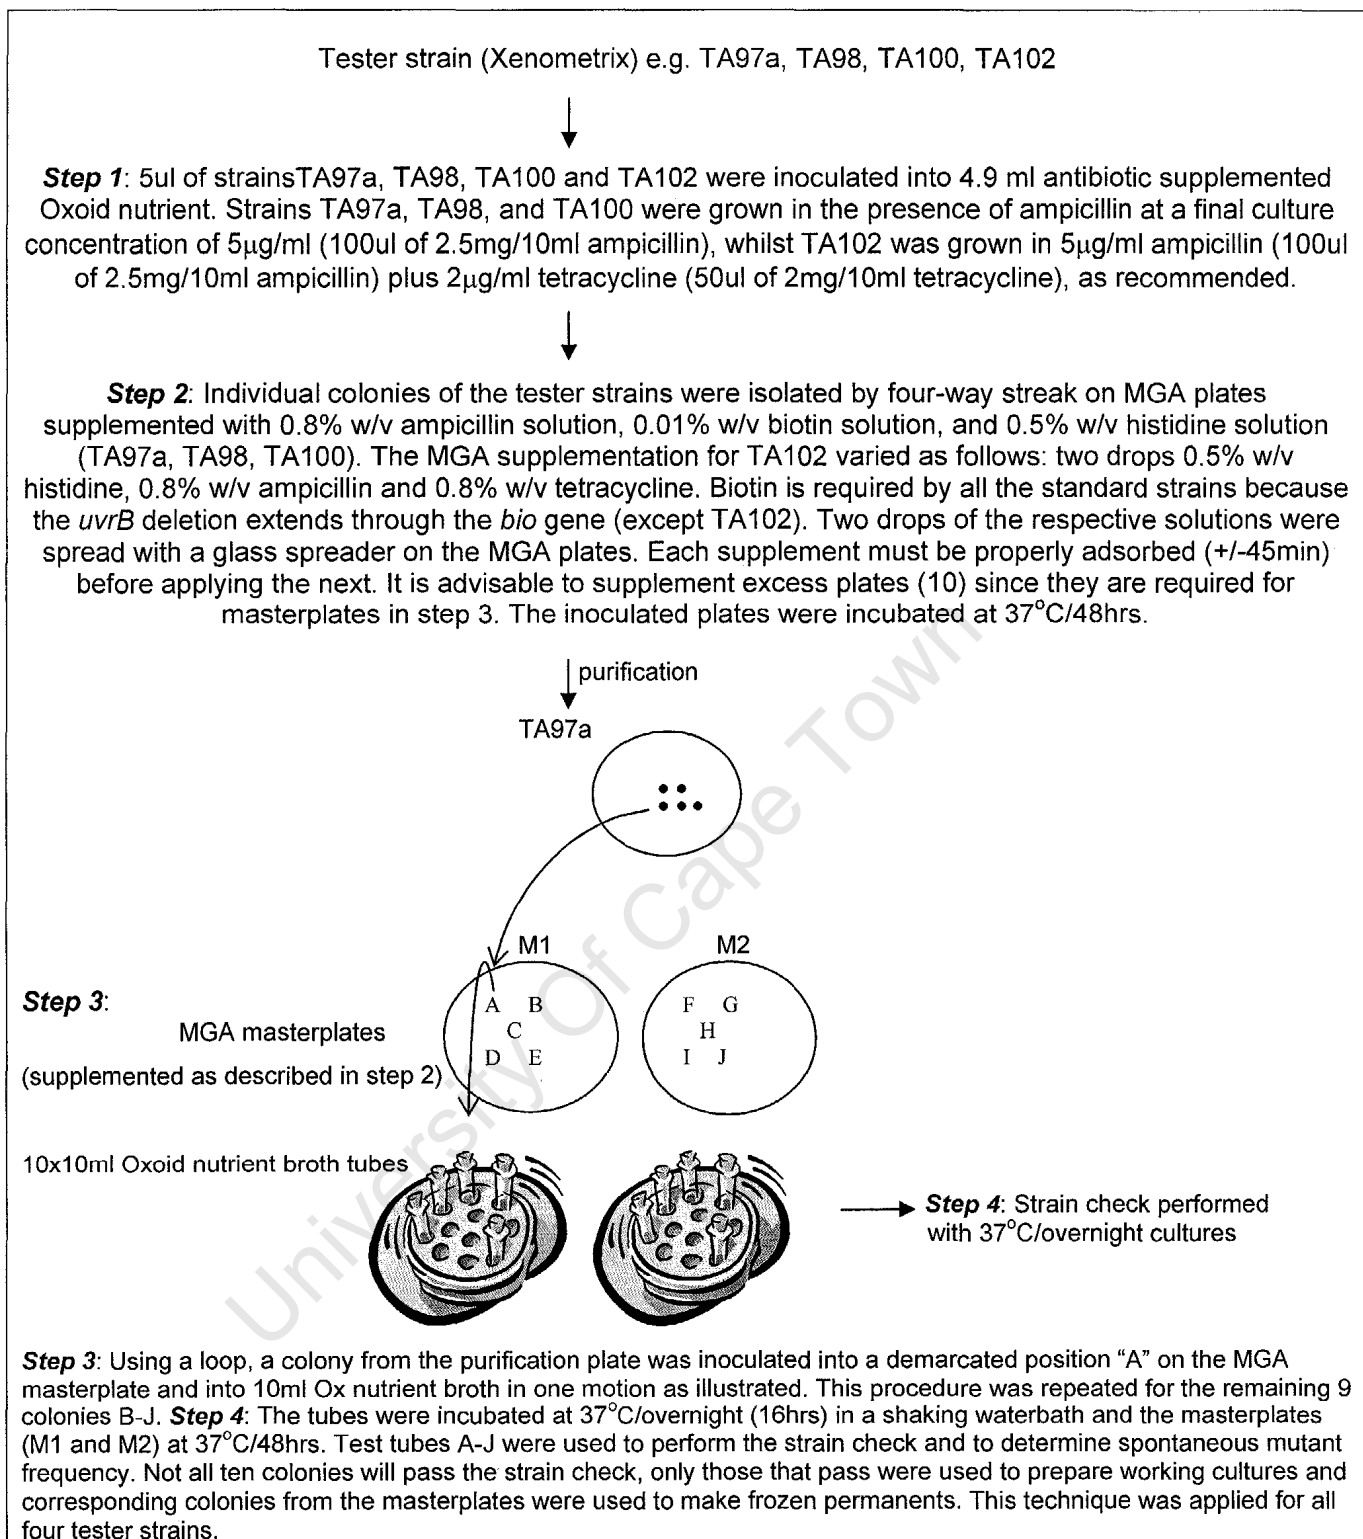 Tester strain (Xenometrix) e.g. TA97a, TA98, TA100, TA102
Step 1: 5ul of strainsTA97a, TA98, TA100 and TA102 were inoculated into 4.9 ml antibiotic supplemented
Oxoid nutrient. Strains TA97a, TA98, and TA100 were grown in the presence of ampicillin at a final culture
concentration of 5µg/ml (100ul of 2.5mg/10ml ampicillin), whilst TA102 was grown in 5µg/ml ampicillin (100ul
of 2.5mg/10ml ampicillin) plus 2µg/ml tetracycline (50ul of 2mg/10ml tetracycline), as recommended.
Step 2: Individual colonies of the tester strains were isolated by four-way streak on MGA plates
supplemented with 0.8% w/v ampicillin solution, 0.01% w/v biotin solution, and 0.5% w/v histidine solution
(TA97a, TA98, TA100). The MGA supplementation for TA102 varied as follows: two drops 0.5% w/v
histidine, 0.8% w/v ampicillin and 0.8% w/v tetracycline. Biotin is required by all the standard strains because
the uvrB deletion extends through the bio gene (except TA102). Two drops of the respective solutions were
spread with a glass spreader on the MGA plates. Each supplement must be properly adsorbed (+/-45min)
before applying the next. It is advisable to supplement excess plates (10) since they are required for
masterplates in step 3. The inoculated plates were incubated at 37°C/48hrs.
purification
TA97a
M1 M2
Step 3:
A B F G
MGA masterplates
C H
D E I J
(supplemented as described in step 2)
10x10ml Oxoid nutrient broth tubes
Step 4: Strain check performed
with 37°C/overnight cultures
Step 3: Using a loop, a colony from the purification plate was inoculated into a demarcated position “A” on the MGA
masterplate and into 10ml Ox nutrient broth in one motion as illustrated. This procedure was repeated for the remaining 9
colonies B-J. Step 4: The tubes were incubated at 37°C/overnight (16hrs) in a shaking waterbath and the masterplates
(M1 and M2) at 37°C/48hrs. Test tubes A-J were used to perform the strain check and to determine spontaneous mutant
frequency. Not all ten colonies will pass the strain check, only those that pass were used to prepare working cultures and
corresponding colonies from the masterplates were used to make frozen permanents. This technique was applied for all
four tester strains.
University Of Cape Town